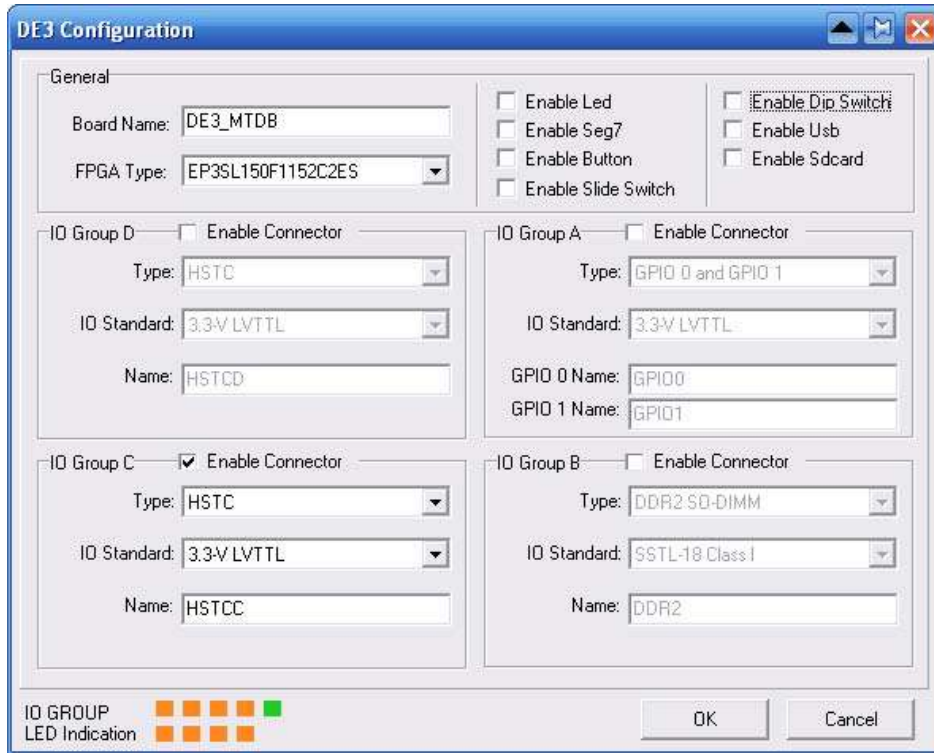 DE3 Configuration
General
Board Name: DE3_MTDB
FPGA Type: EP3SL150F1152C2ES
Enable Led
Enable Seg7
Enable Button
Enable Slide Switch
Enable Dip Switch
Enable Usb
Enable Sdcard
IO Group D Enable Connector
Type: HSTC
IO Standard: 3.3-V LVTTL
Name: HSTCD
IO Group A Enable Connector
Type: GPIO 0 and GPIO 1
IO Standard: 3.3-V LVTTL
GPIO 0 Name: GPIO0
GPIO 1 Name: GPIO1
IO Group C Enable Connector
Type: HSTC
IO Standard: 3.3-V LVTTL
Name: HSTCC
IO Group B Enable Connector
Type: DDR2 SO-DIMM
IO Standard: SSTL-18 Class I
Name: DDR2
IO GROUP
LED Indication
OK Cancel